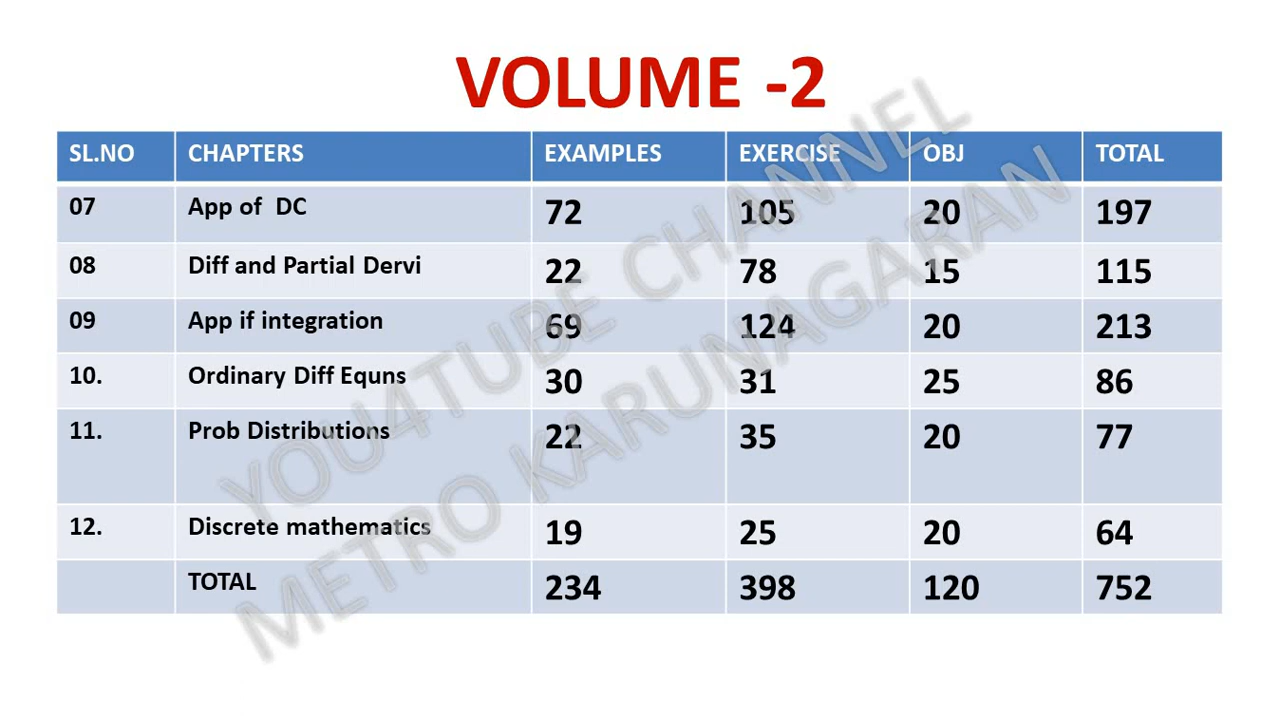 VOLUME -2
SL.NO CHAPTERS EXAMPLES EXERCISE OBJ TOTAL
07 App of DC 72 105 20 197
08 Diff and Partial Dervi 22 78 15 115
09 App if integration 69 124 20 213
10. Ordinary Diff Equns 30 31 25 86
11. Prob Distributions 22 35 20 77
12. Discrete mathematics 19 25 20 64
TOTAL 234 398 120 752
YOU4TUBE CHANNEL
METRO KARUNAGARAN